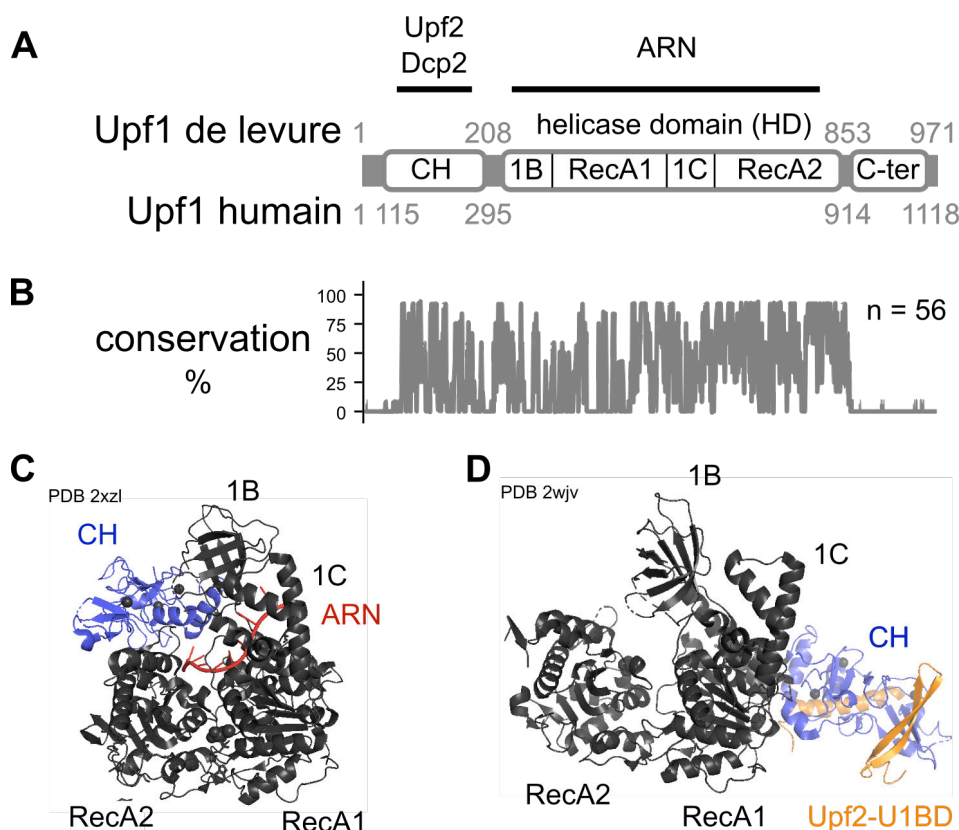 A
Upf2
Dcp2
ARN
Upf1 de levure 1 208 helicase domain (HD) 853 971
CH 1B RecA1 1C RecA2 C-ter
Upf1 humain 1 115 295 914 1118
B
conservation
%
100
75
50
25
0
n = 56
C
PDB 2xzl
1B
CH
1C
ARN
RecA2
RecA1
D
PDB 2wjv
1B
1C
CH
RecA2
RecA1
Upf2-U1BD